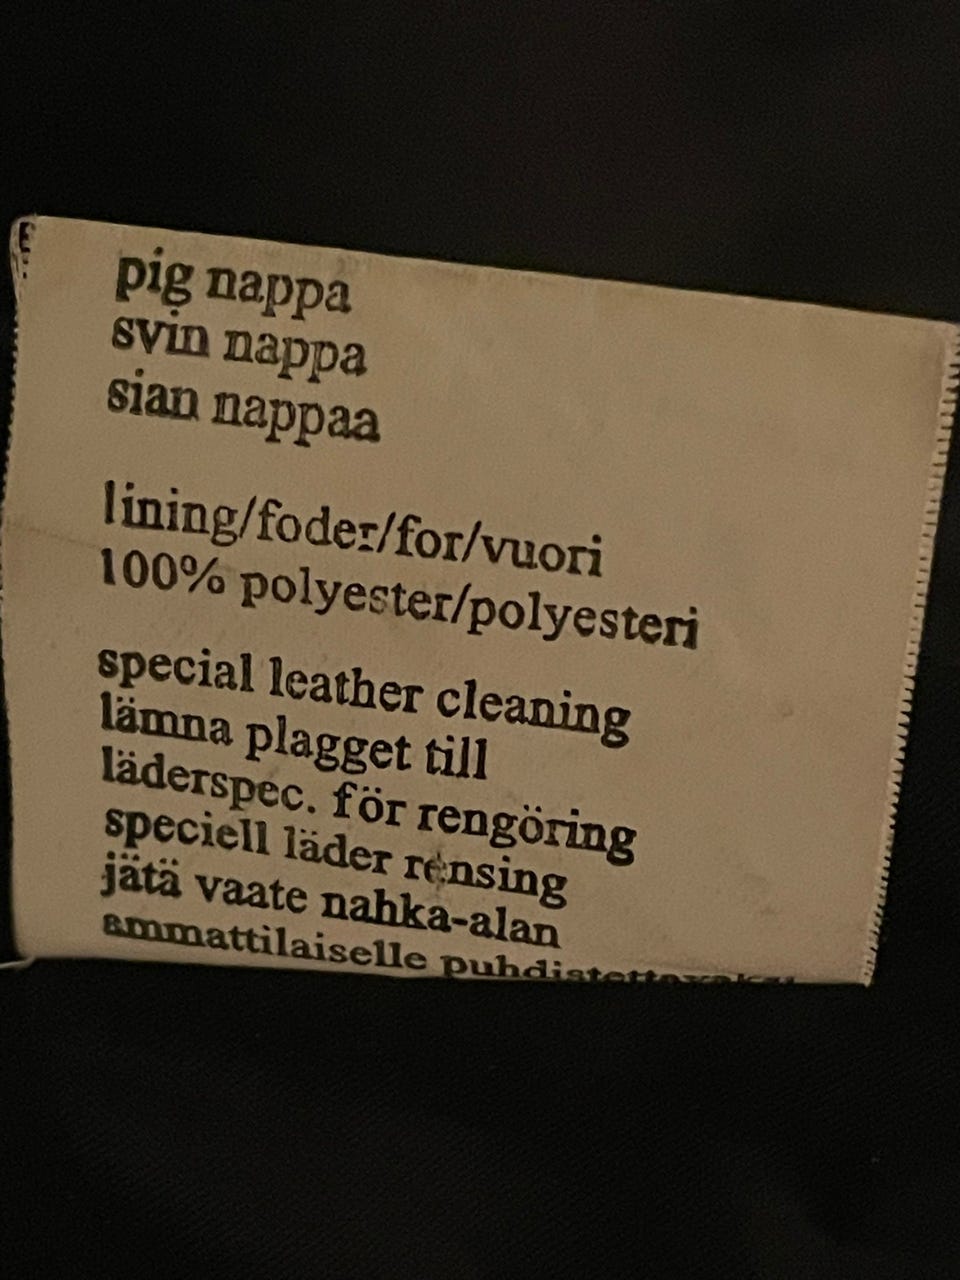 pig nappa
svin nappa
sian nappaa
lining/foder/for/vuori
100% polyester/polyesteri
special leather cleaning
lämna plagget till
läderspec. för rengöring
speciell läder rensing
jätä vaate nahka-alan
ammattilaiselle puhdistettavaksi